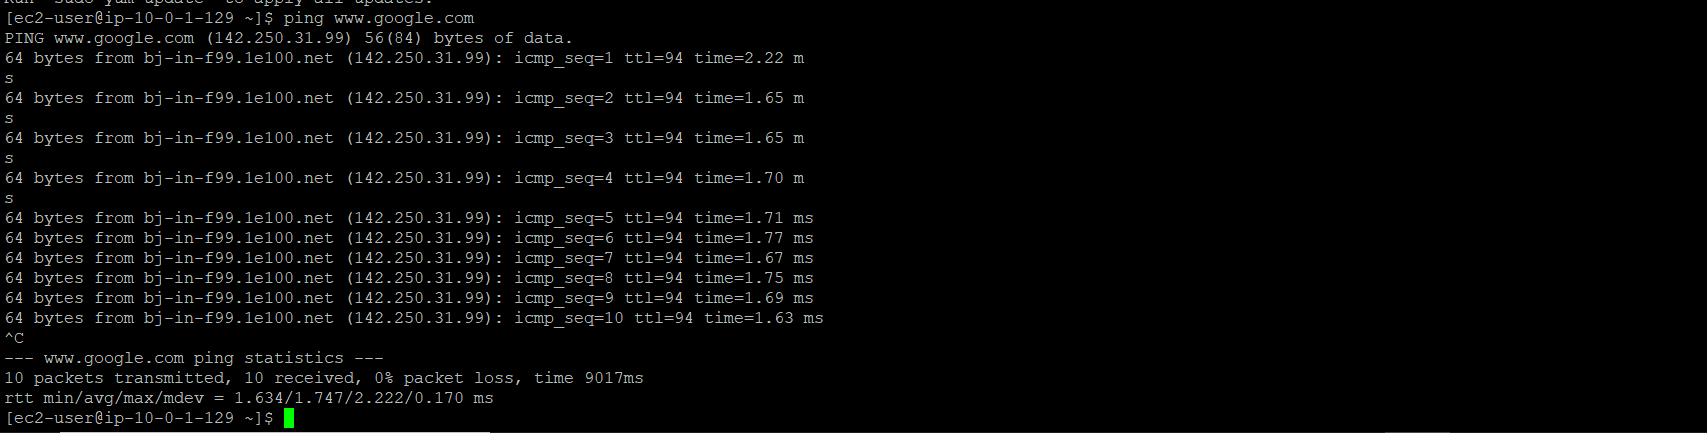 [ec2-user@ip-10-0-1-129 ~]$ ping www.google.com
PING www.google.com (142.250.31.99) 56(84) bytes of data.
64 bytes from bj-in-f99.1e100.net (142.250.31.99): icmp_seq=1 ttl=94 time=2.22 m
s
64 bytes from bj-in-f99.1e100.net (142.250.31.99): icmp_seq=2 ttl=94 time=1.65 m
s
64 bytes from bj-in-f99.1e100.net (142.250.31.99): icmp_seq=3 ttl=94 time=1.65 m
s
64 bytes from bj-in-f99.1e100.net (142.250.31.99): icmp_seq=4 ttl=94 time=1.70 m
s
64 bytes from bj-in-f99.1e100.net (142.250.31.99): icmp_seq=5 ttl=94 time=1.71 ms
64 bytes from bj-in-f99.1e100.net (142.250.31.99): icmp_seq=6 ttl=94 time=1.77 ms
64 bytes from bj-in-f99.1e100.net (142.250.31.99): icmp_seq=7 ttl=94 time=1.67 ms
64 bytes from bj-in-f99.1e100.net (142.250.31.99): icmp_seq=8 ttl=94 time=1.75 ms
64 bytes from bj-in-f99.1e100.net (142.250.31.99): icmp_seq=9 ttl=94 time=1.69 ms
64 bytes from bj-in-f99.1e100.net (142.250.31.99): icmp_seq=10 ttl=94 time=1.63 ms
^C
--- www.google.com ping statistics ---
10 packets transmitted, 10 received, 0% packet loss, time 9017ms
rtt min/avg/max/mdev = 1.634/1.747/2.222/0.170 ms
[ec2-user@ip-10-0-1-129 ~]$